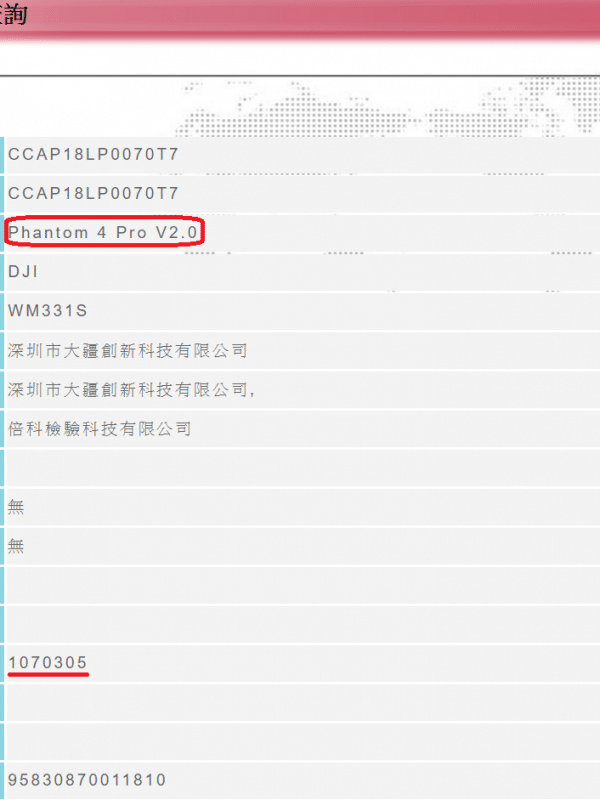 查詢
CCAP18LP0070T7
CCAP18LP0070T7
Phantom 4 Pro V2.0
DJI
WM331S
深圳市大疆創新科技有限公司
深圳市大疆創新科技有限公司,
倍科檢驗科技有限公司
無
無
1070305
95830870011810